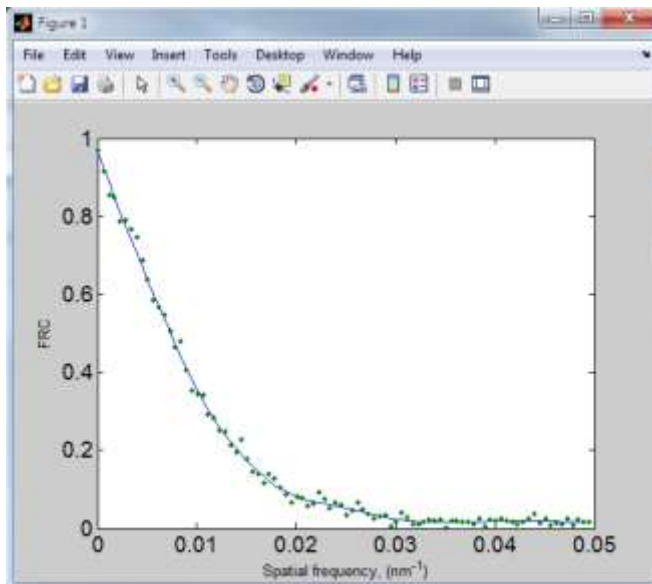 Figure 1
File Edit View Insert Tools Desktop Window Help
1
0.8
0.6
0.4
0.2
0
FRC
0 0.01 0.02 0.03 0.04 0.05
Spatial frequency, (nm⁻¹)